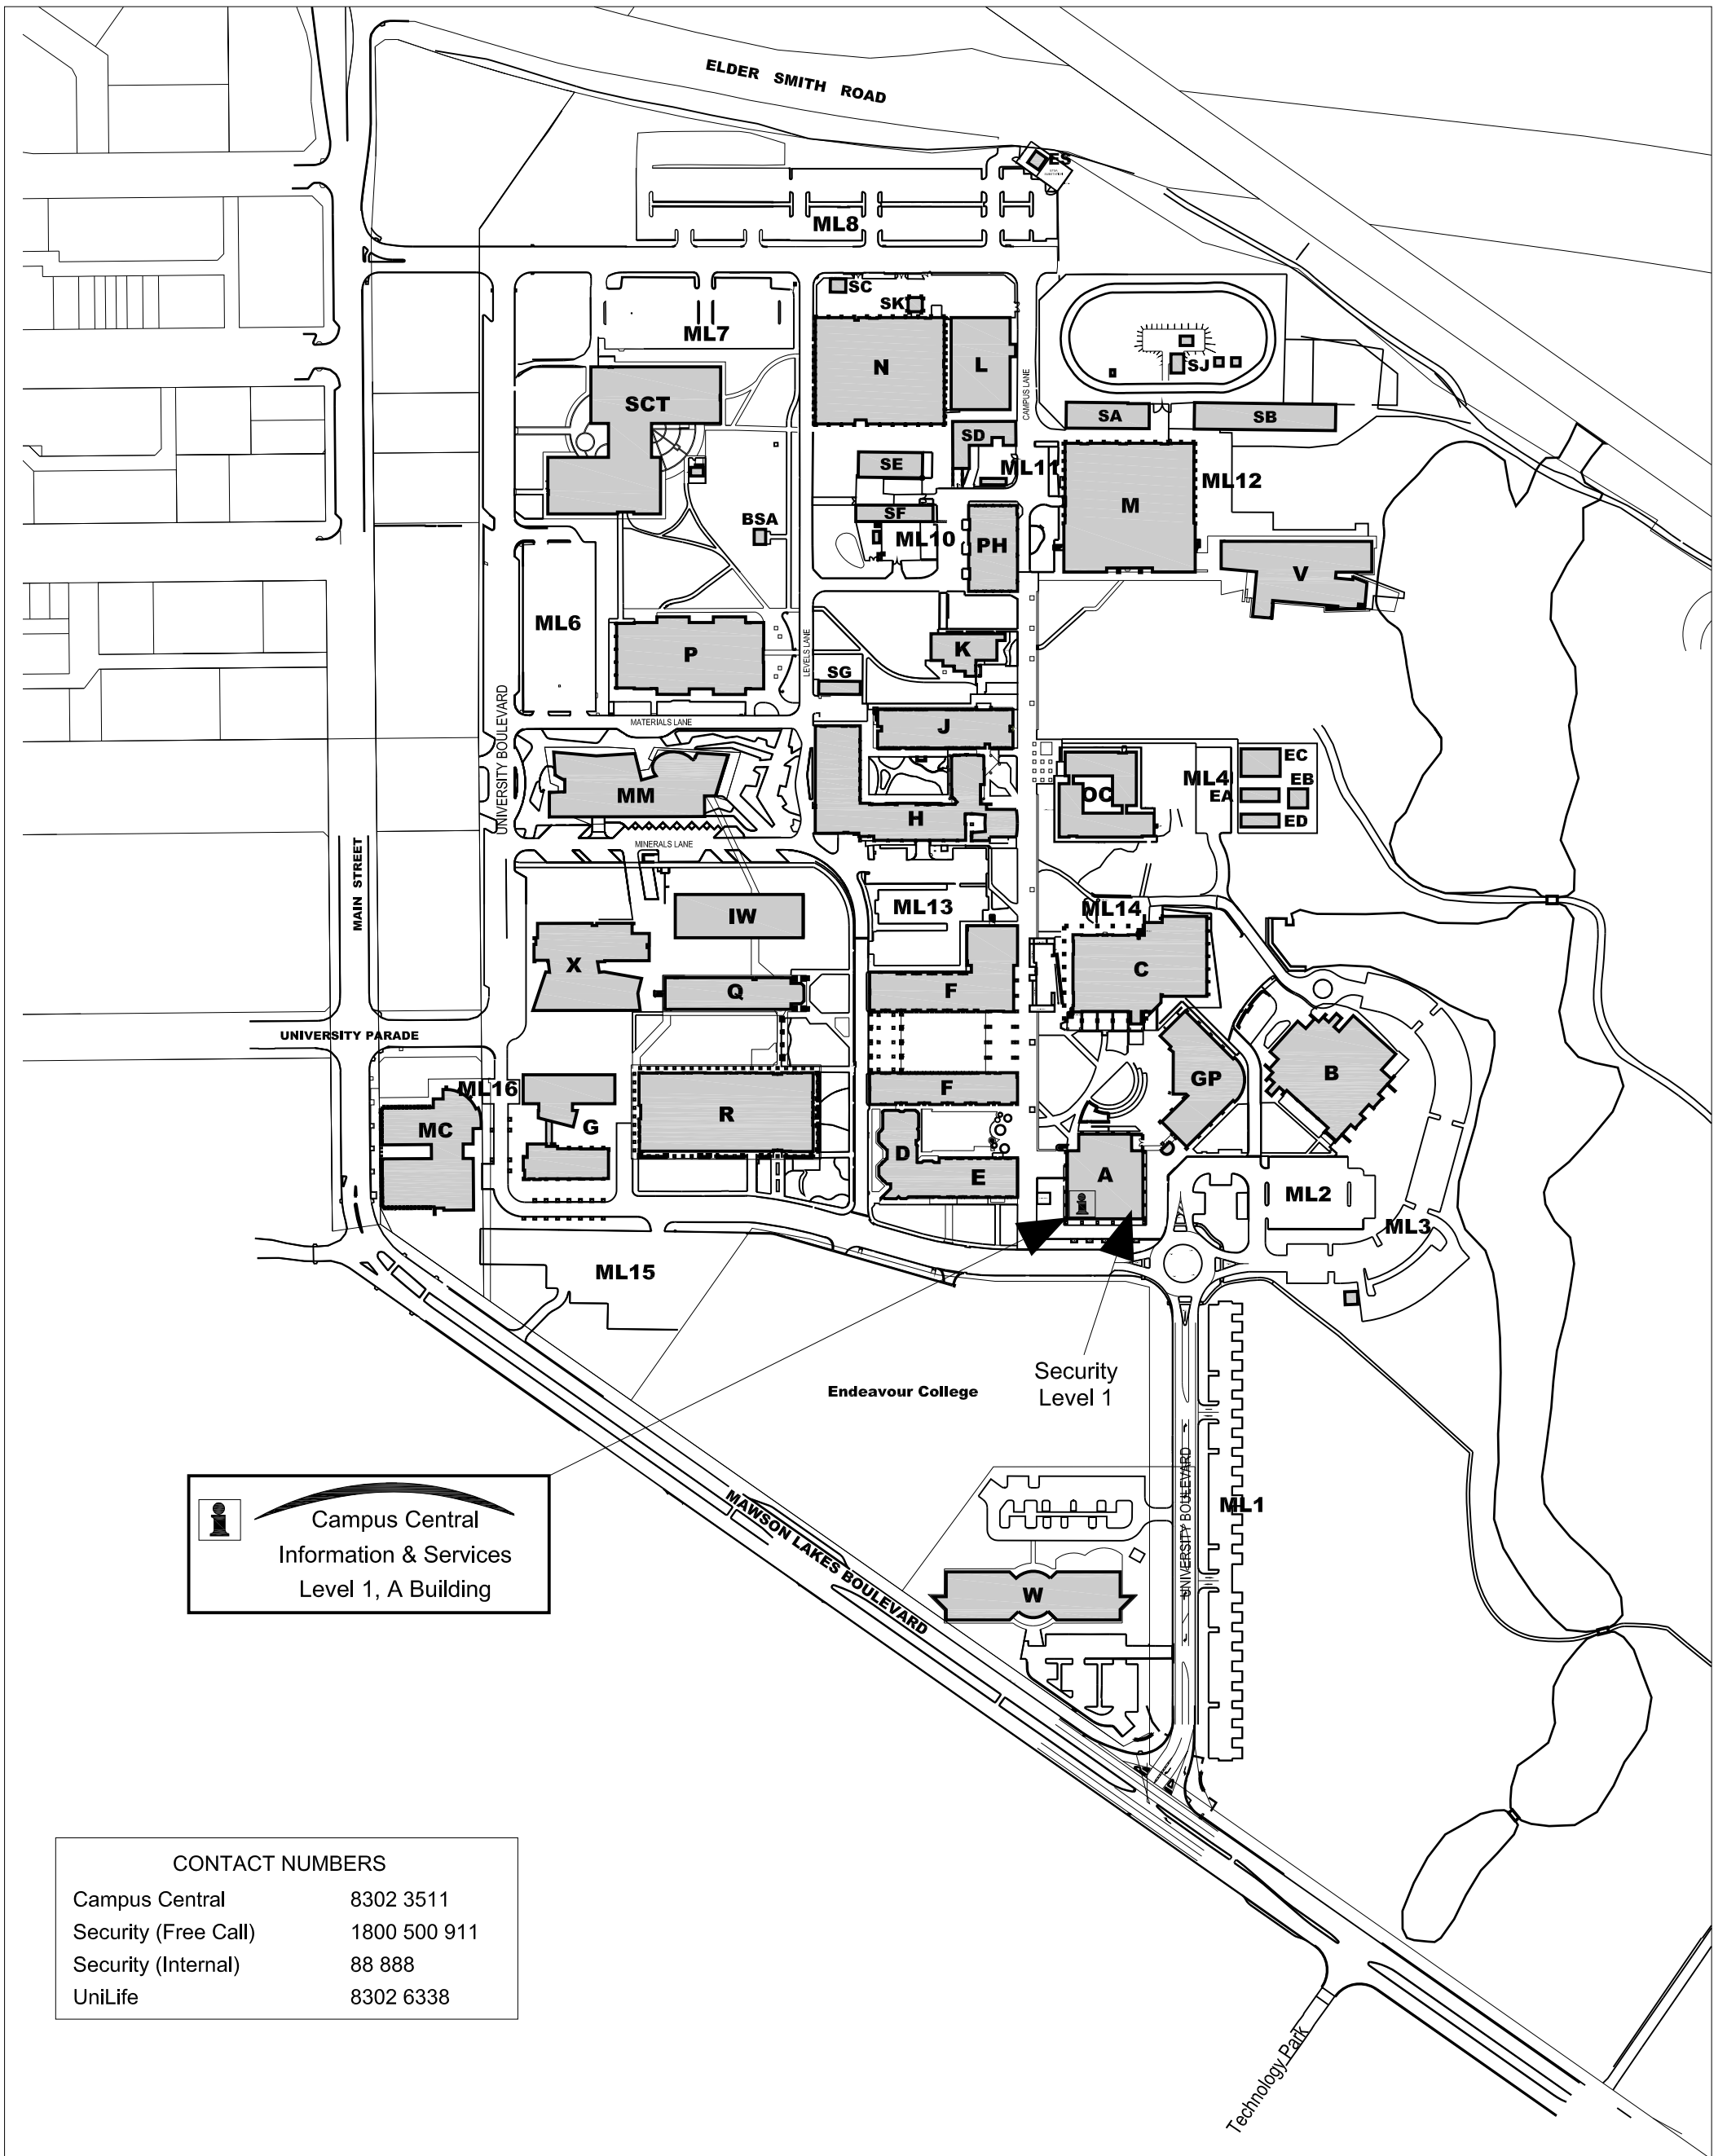 ELDER SMITH ROAD
ES
ML8
SC
SK
ML7
N
L
SJ
CAMPUS LANE
SCT
SA
SB
SD
SE
ML11
ML12
M
BSA
SF
ML10
PH
V
ML6
P
LEVELS LANE
K
SG
UNIVERSITY BOULEVARD
MATERIALS LANE
J
MM
H
OC
ML4
EC
EB
EA
ED
MINERALS LANE
MAIN STREET
IW
ML13
ML14
X
Q
F
C
UNIVERSITY PARADE
ML16
MC
G
R
F
GP
B
D
E
A
ML2
ML3
ML15
Security
Level 1
Endeavour College
UNIVERSITY BOULEVARD
ML1
MAWSON LAKES BOULEVARD
W
Campus Central
Information & Services
Level 1, A Building
CONTACT NUMBERS
Campus Central 8302 3511
Security (Free Call) 1800 500 911
Security (Internal) 88 888
UniLife 8302 6338
Technology Park